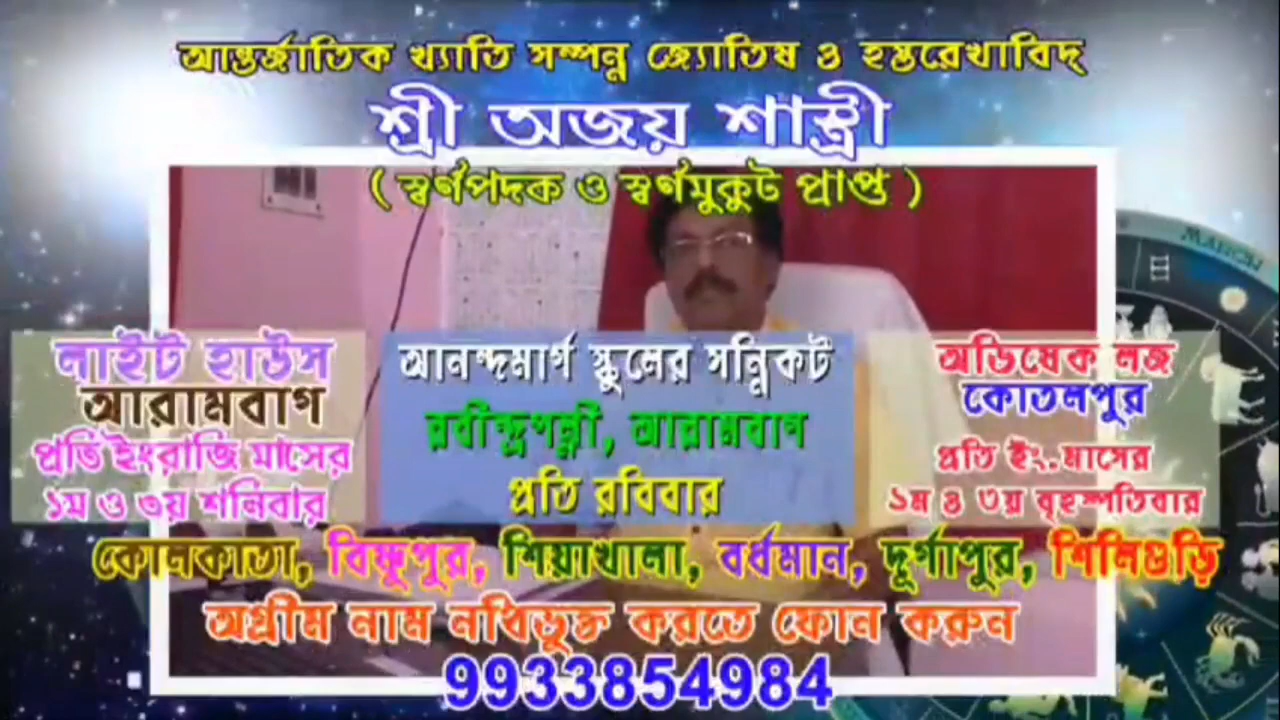 আন্তর্জাতিক খ্যাতি সম্পন্ন জ্যোতিষ ও হস্তরেখাবিদ
শ্রী অজয় শাস্ত্রী
( স্বর্ণপদক ও স্বর্ণমুকুট প্রাপ্ত )
লাইট হাউস
আরামবাগ
প্রতি ইংরাজি মাসের
১ম ও ৩য় শনিবার
আনন্দমার্গ স্কুলের সন্নিকট
রবীন্দ্রপল্লী, আরামবাগ
প্রতি রবিবার
অভিষেক লজ
কোতলপুর
প্রতি ইং.মাসের
১ম ও ৩য় বৃহস্পতিবার
কোলকাতা, বিষ্ণুপুর, শিয়াখালা, বর্ধমান, দূর্গাপুর, শিলিগুড়ি
অগ্রীম নাম নথিভুক্ত করতে ফোন করুন
9933854984
MARCH